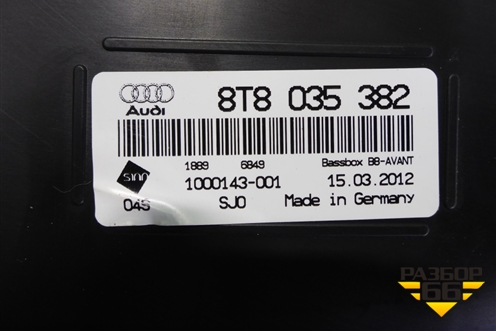 Audi 8T8 035 382
1889 6849 Bassbox B8-AVANT
1000143-001 15.03.2012
04S SJ0 Made in Germany
РАЗБОР
66